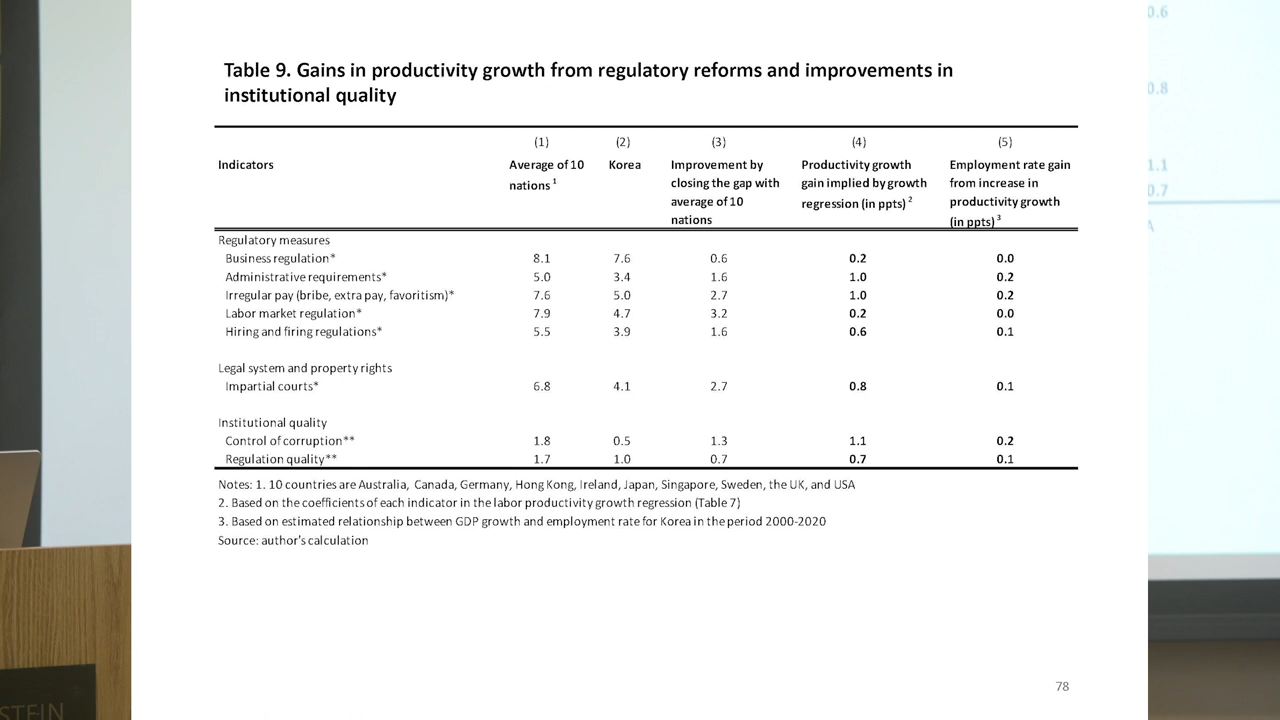 Table 9. Gains in productivity growth from regulatory reforms and improvements in
institutional quality
(1) (2) (3) (4) (5)
Indicators Average of 10 Korea Improvement by Productivity growth Employment rate gain
nations 1 closing the gap with gain implied by growth from increase in
average of 10 regression (in ppts) 2 productivity growth
nations (in ppts) 3
Regulatory measures
Business regulation* 8.1 7.6 0.6 0.2 0.0
Administrative requirements* 5.0 3.4 1.6 1.0 0.2
Irregular pay (bribe, extra pay, favoritism)* 7.6 5.0 2.7 1.0 0.2
Labor market regulation* 7.9 4.7 3.2 0.2 0.0
Hiring and firing regulations* 5.5 3.9 1.6 0.6 0.1
Legal system and property rights
Impartial courts* 6.8 4.1 2.7 0.8 0.1
Institutional quality
Control of corruption** 1.8 0.5 1.3 1.1 0.2
Regulation quality** 1.7 1.0 0.7 0.7 0.1
Notes: 1. 10 countries are Australia, Canada, Germany, Hong Kong, Ireland, Japan, Singapore, Sweden, the UK, and USA
2. Based on the coefficients of each indicator in the labor productivity growth regression (Table 7)
3. Based on estimated relationship between GDP growth and employment rate for Korea in the period 2000-2020
Source: author's calculation
78
0.6
0.8
1.1
0.7
A
STEIN